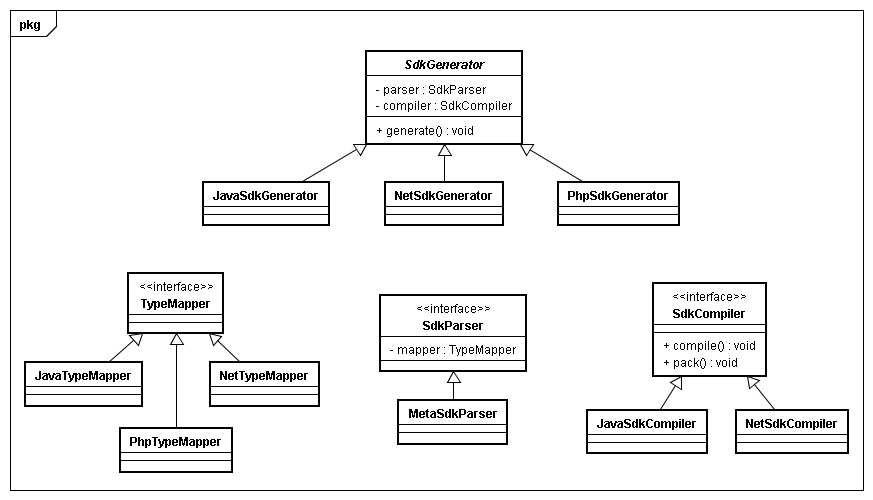 pkg
SdkGenerator
- parser : SdkParser
- compiler : SdkCompiler
+ generate() : void
JavaSdkGenerator
NetSdkGenerator
PhpSdkGenerator
<<interface>>
TypeMapper
JavaTypeMapper
NetTypeMapper
PhpTypeMapper
<<interface>>
SdkParser
- mapper : TypeMapper
MetaSdkParser
<<interface>>
SdkCompiler
+ compile() : void
+ pack() : void
JavaSdkCompiler
NetSdkCompiler